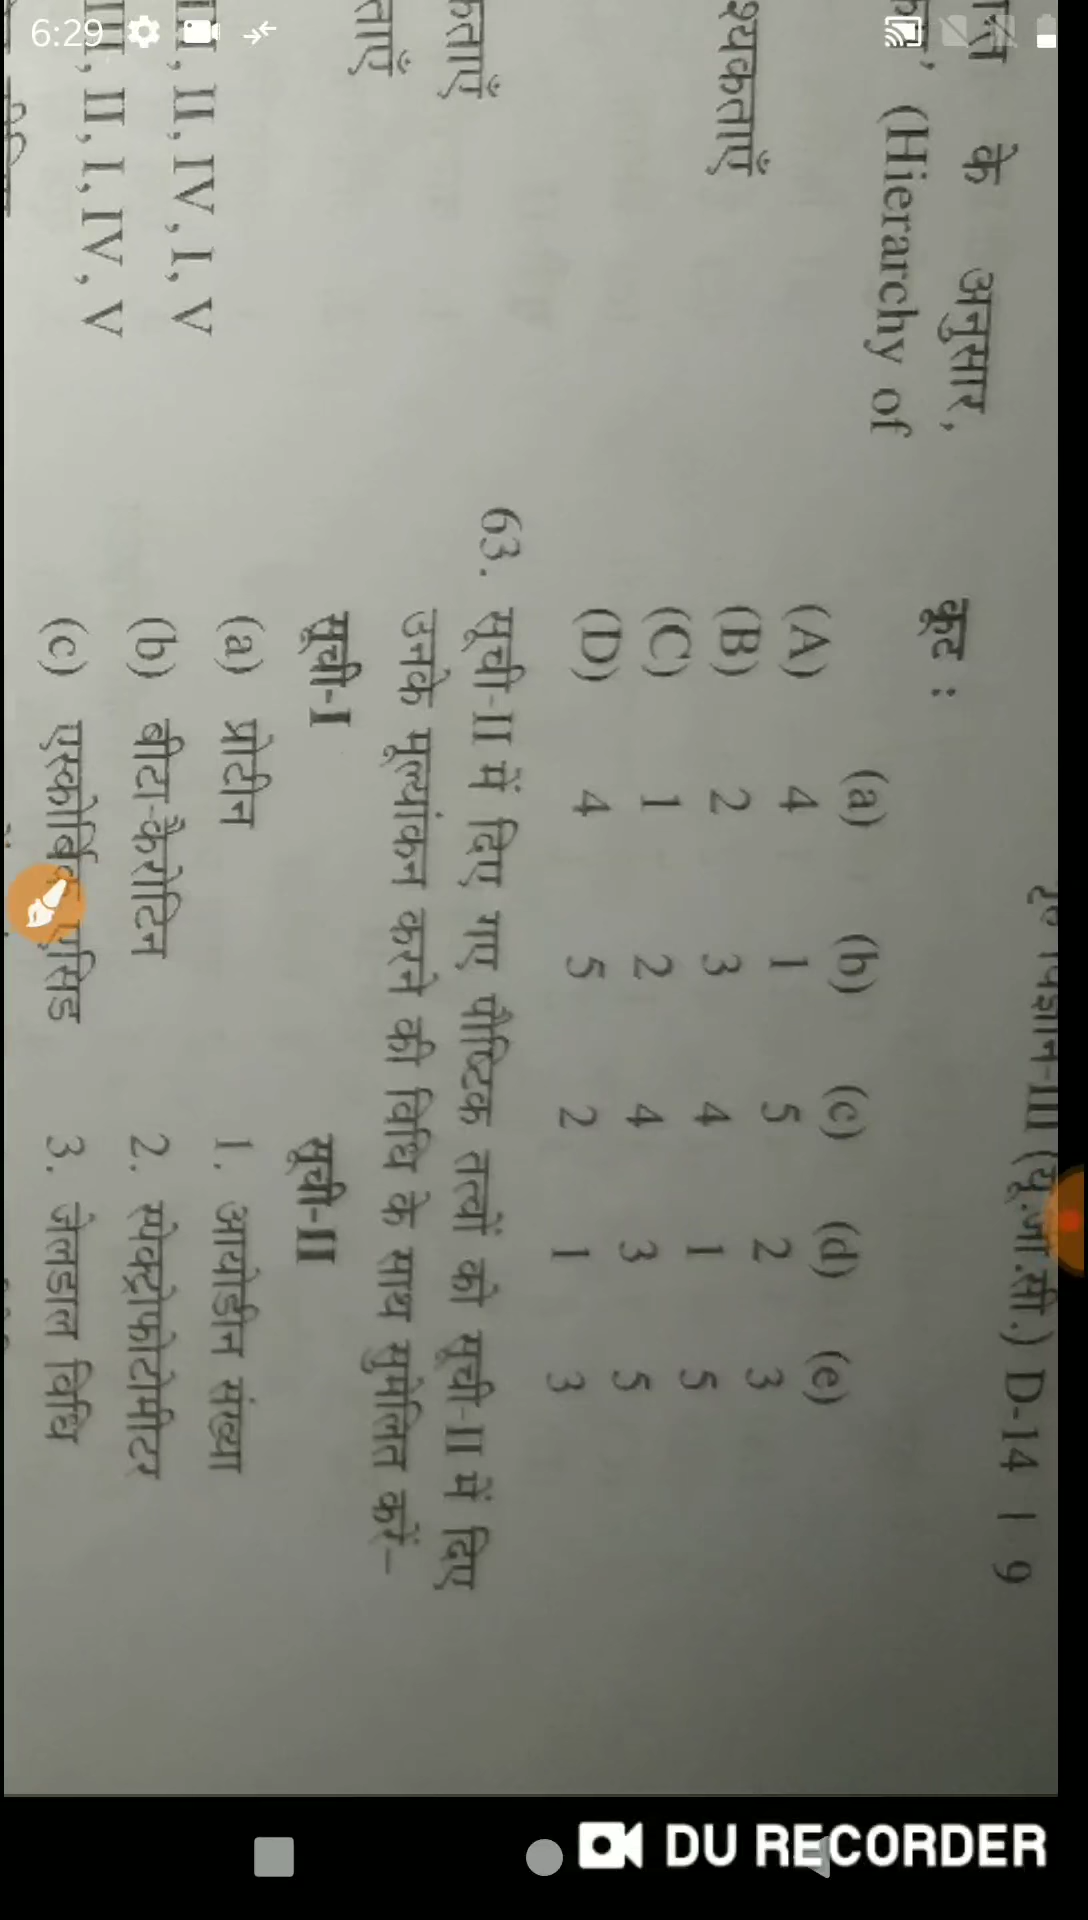 6:29
गृह विज्ञान-III (यू.जी.सी.) D-14 | 9
के अनुसार,
(Hierarchy of
श्यकताएँ
कताएँ
ताएँ
III, II, IV, I, V
III, II, I, IV, V
कूट :
(a) (b) (c) (d) (e)
(A) 4 1 5 2 3
(B) 2 3 4 1 5
(C) 1 2 4 3 5
(D) 4 5 2 1 3
63. सूची-II में दिए गए पौष्टिक तत्वों को सूची-II में दिए
उनके मूल्यांकन करने की विधि के साथ सुमेलित करें–
सूची-I सूची-II
(a) प्रोटीन 1. आयोडीन संख्या
(b) बीटा-कैरोटिन 2. स्पेक्ट्रोफोटोमीटर
(c) एस्कोर्बिक एसिड 3. जेलडाल विधि
DU RECORDER